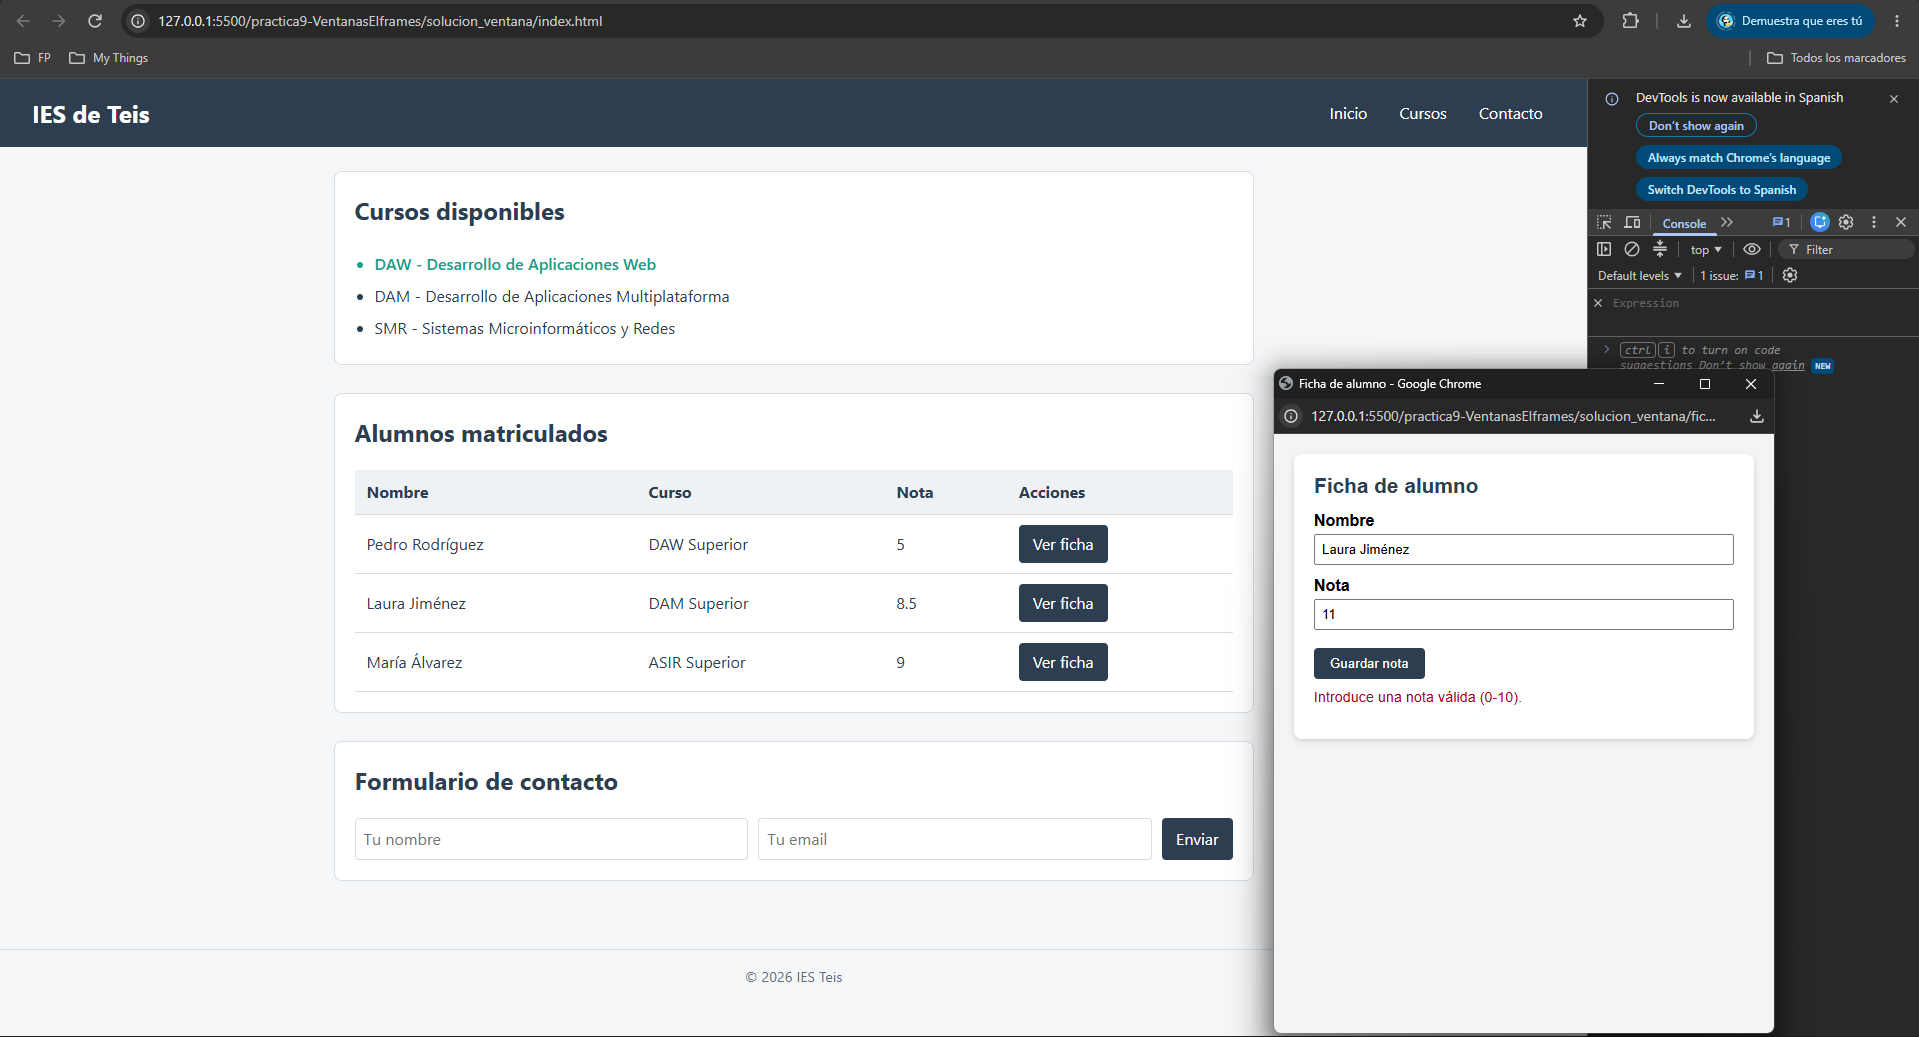 127.0.0.1:5500/practica9-VentanasEIframes/solucion_ventana/index.html
Demuestra que eres tú
FP
My Things
Todos los marcadores
IES de Teis
Inicio
Cursos
Contacto
Cursos disponibles
DAW - Desarrollo de Aplicaciones Web
DAM - Desarrollo de Aplicaciones Multiplataforma
SMR - Sistemas Microinformáticos y Redes
Alumnos matriculados
Nombre Curso Nota Acciones
Pedro Rodríguez DAW Superior 5 Ver ficha
Laura Jiménez DAM Superior 8.5 Ver ficha
María Álvarez ASIR Superior 9 Ver ficha
Formulario de contacto
Tu nombre
Tu email
Enviar
© 2026 IES Teis
DevTools is now available in Spanish
Don't show again
Always match Chrome's language
Switch DevTools to Spanish
Console
1
top
Filter
Default levels
1 issue: 1
Expression
ctrl i to turn on code
suggestions Don't show again NEW
Ficha de alumno - Google Chrome
127.0.0.1:5500/practica9-VentanasEIframes/solucion_ventana/fic...
Ficha de alumno
Nombre
Laura Jiménez
Nota
11
Guardar nota
Introduce una nota válida (0-10).